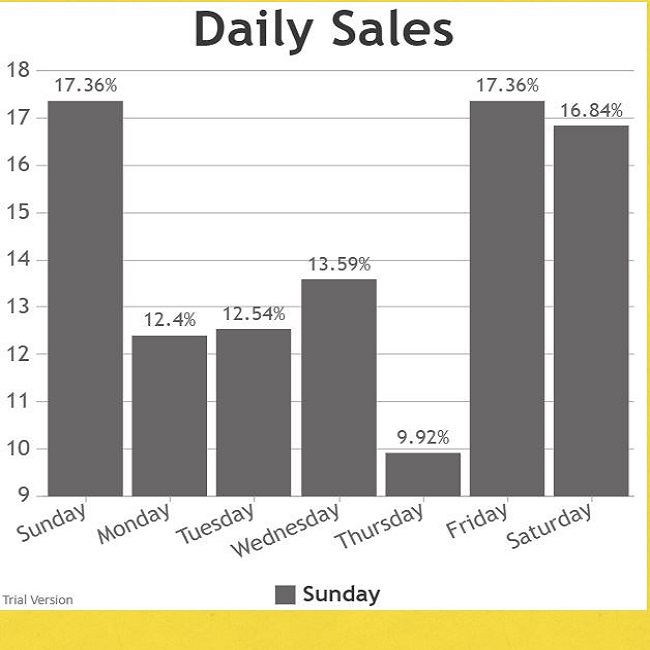 Daily Sales
18
17
16
15
14
13
12
11
10
9
17.36%
12.4%
12.54%
13.59%
9.92%
17.36%
16.84%
Sunday
Monday
Tuesday
Wednesday
Thursday
Friday
Saturday
Sunday
Trial Version